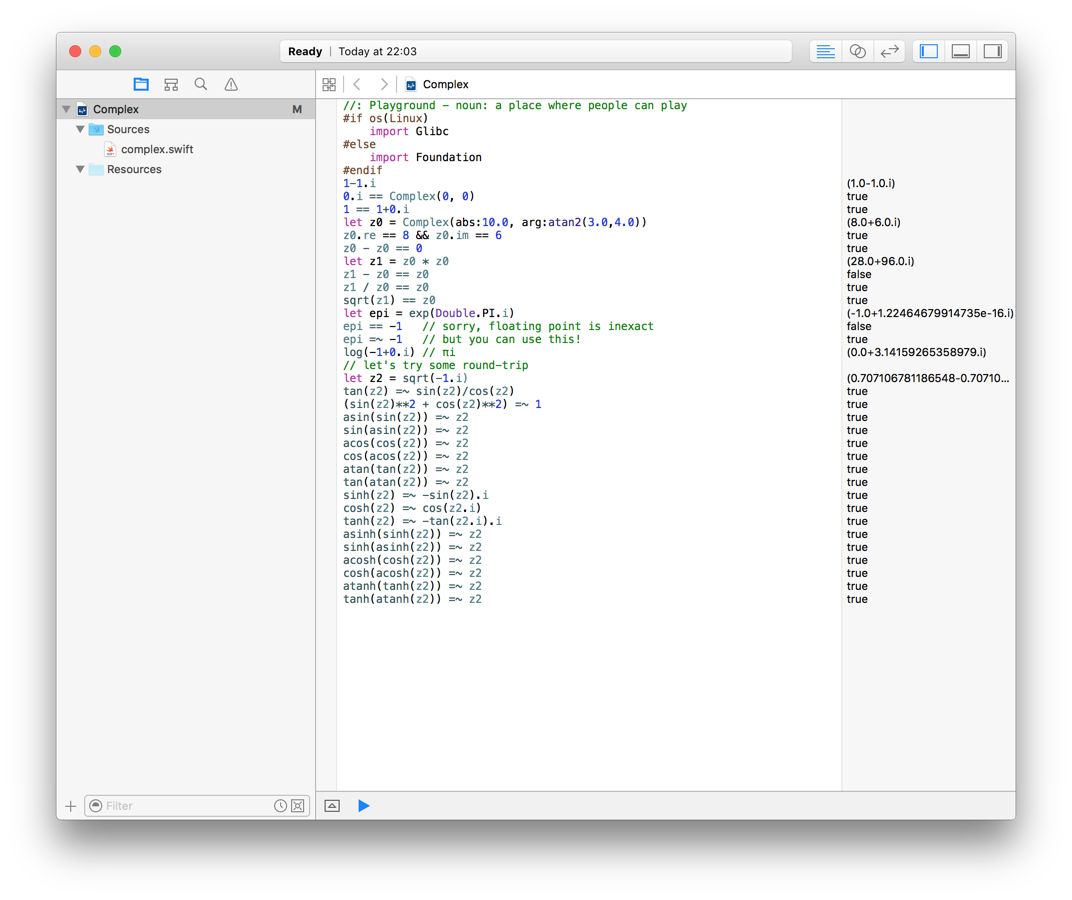 Ready | Today at 22:03
Complex
Complex M
Sources
complex.swift
Resources
//: Playground - noun: a place where people can play
#if os(Linux)
    import Glibc
#else
    import Foundation
#endif
1-1.i (1.0-1.0.i)
0.i == Complex(0, 0) true
1 == 1+0.i true
let z0 = Complex(abs:10.0, arg:atan2(3.0,4.0)) (8.0+6.0.i)
z0.re == 8 && z0.im == 6 true
z0 - z0 == 0 true
let z1 = z0 * z0 (28.0+96.0.i)
z1 - z0 == z0 false
z1 / z0 == z0 true
sqrt(z1) == z0 true
let epi = exp(Double.PI.i) (-1.0+1.22464679914735e-16.i)
epi == -1   // sorry, floating point is inexact false
epi =~ -1   // but you can use this! true
log(-1+0.i) // πi (0.0+3.14159265358979.i)
// let's try some round-trip
let z2 = sqrt(-1.i) (0.707106781186548-0.70710...
tan(z2) =~ sin(z2)/cos(z2) true
(sin(z2)**2 + cos(z2)**2) =~ 1 true
asin(sin(z2)) =~ z2 true
sin(asin(z2)) =~ z2 true
acos(cos(z2)) =~ z2 true
cos(acos(z2)) =~ z2 true
atan(tan(z2)) =~ z2 true
tan(atan(z2)) =~ z2 true
sinh(z2) =~ -sin(z2).i true
cosh(z2) =~ cos(z2.i) true
tanh(z2) =~ -tan(z2.i).i true
asinh(sinh(z2)) =~ z2 true
sinh(asinh(z2)) =~ z2 true
acosh(cosh(z2)) =~ z2 true
cosh(acosh(z2)) =~ z2 true
atanh(tanh(z2)) =~ z2 true
tanh(atanh(z2)) =~ z2 true
Filter